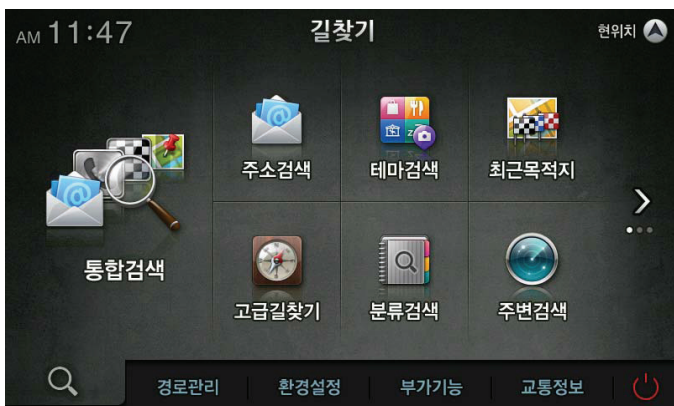 AM 11:47
길찾기
현위치
주소검색
테마검색
최근목적지
통합검색
고급길찾기
분류검색
주변검색
경로관리
환경설정
부가기능
교통정보